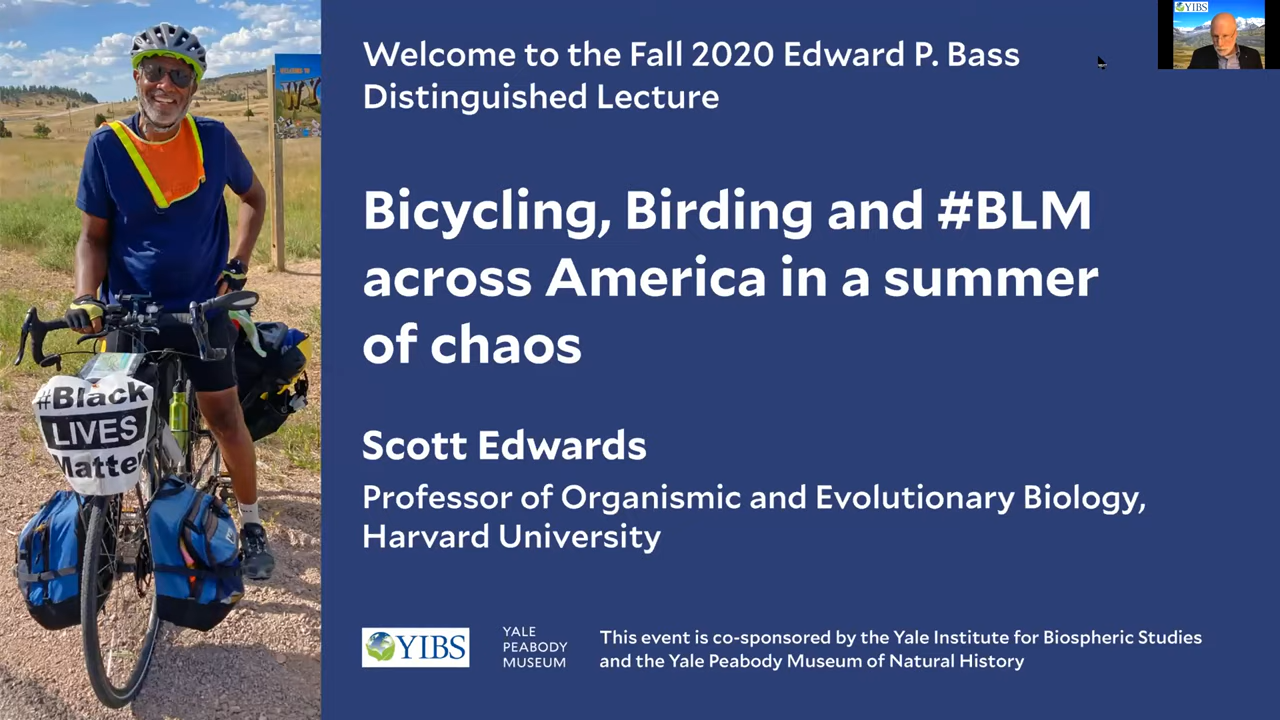 YIBS
Welcome to the Fall 2020 Edward P. Bass
Distinguished Lecture
WELCOME TO
Bicycling, Birding and #BLM
across America in a summer
of chaos
#Black
LIVES
Matter
Scott Edwards
Professor of Organismic and Evolutionary Biology,
Harvard University
YIBS
YALE
PEABODY
MUSEUM
This event is co-sponsored by the Yale Institute for Biospheric Studies
and the Yale Peabody Museum of Natural History